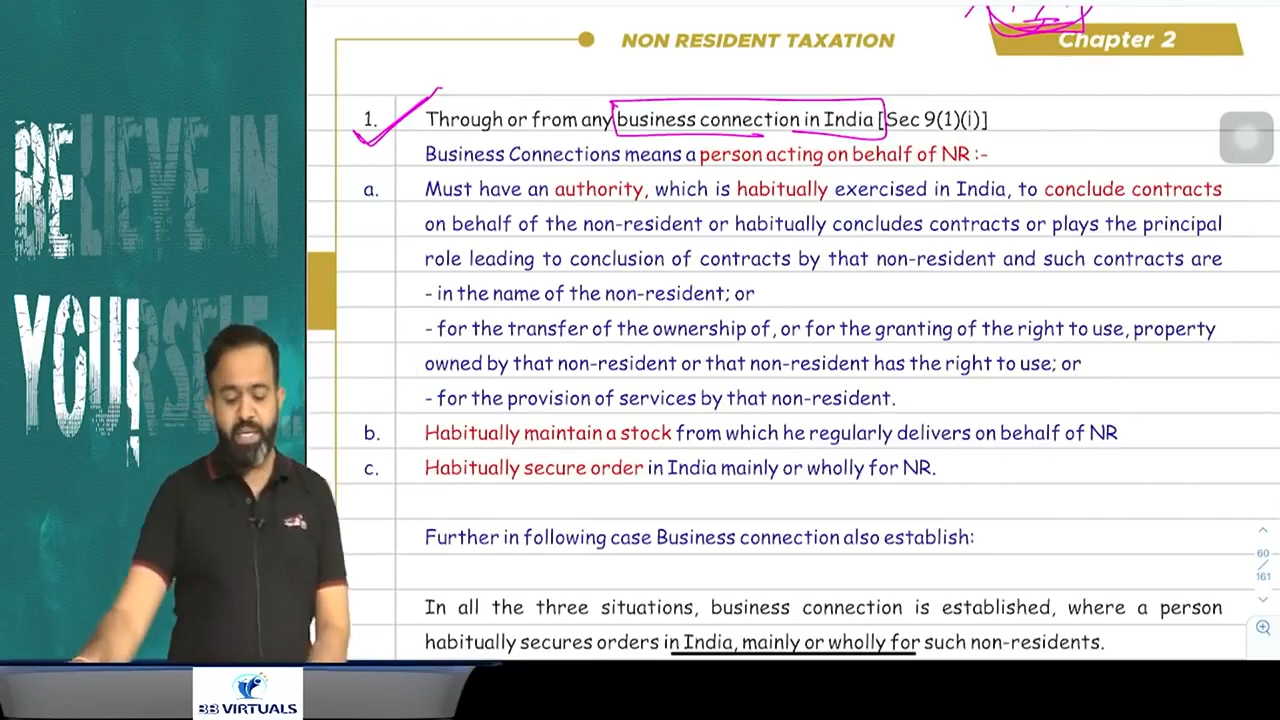 BELIEVE IN
YOURSELF
NON RESIDENT TAXATION
Chapter 2
1. Through or from any business connection in India [Sec 9(1)(i)]
Business Connections means a person acting on behalf of NR :-
a. Must have an authority, which is habitually exercised in India, to conclude contracts
on behalf of the non-resident or habitually concludes contracts or plays the principal
role leading to conclusion of contracts by that non-resident and such contracts are
- in the name of the non-resident; or
- for the transfer of the ownership of, or for the granting of the right to use, property
owned by that non-resident or that non-resident has the right to use; or
- for the provision of services by that non-resident.
b. Habitually maintain a stock from which he regularly delivers on behalf of NR
c. Habitually secure order in India mainly or wholly for NR.
Further in following case Business connection also establish:
In all the three situations, business connection is established, where a person
habitually secures orders in India, mainly or wholly for such non-residents.
60
/
161
BB VIRTUALS